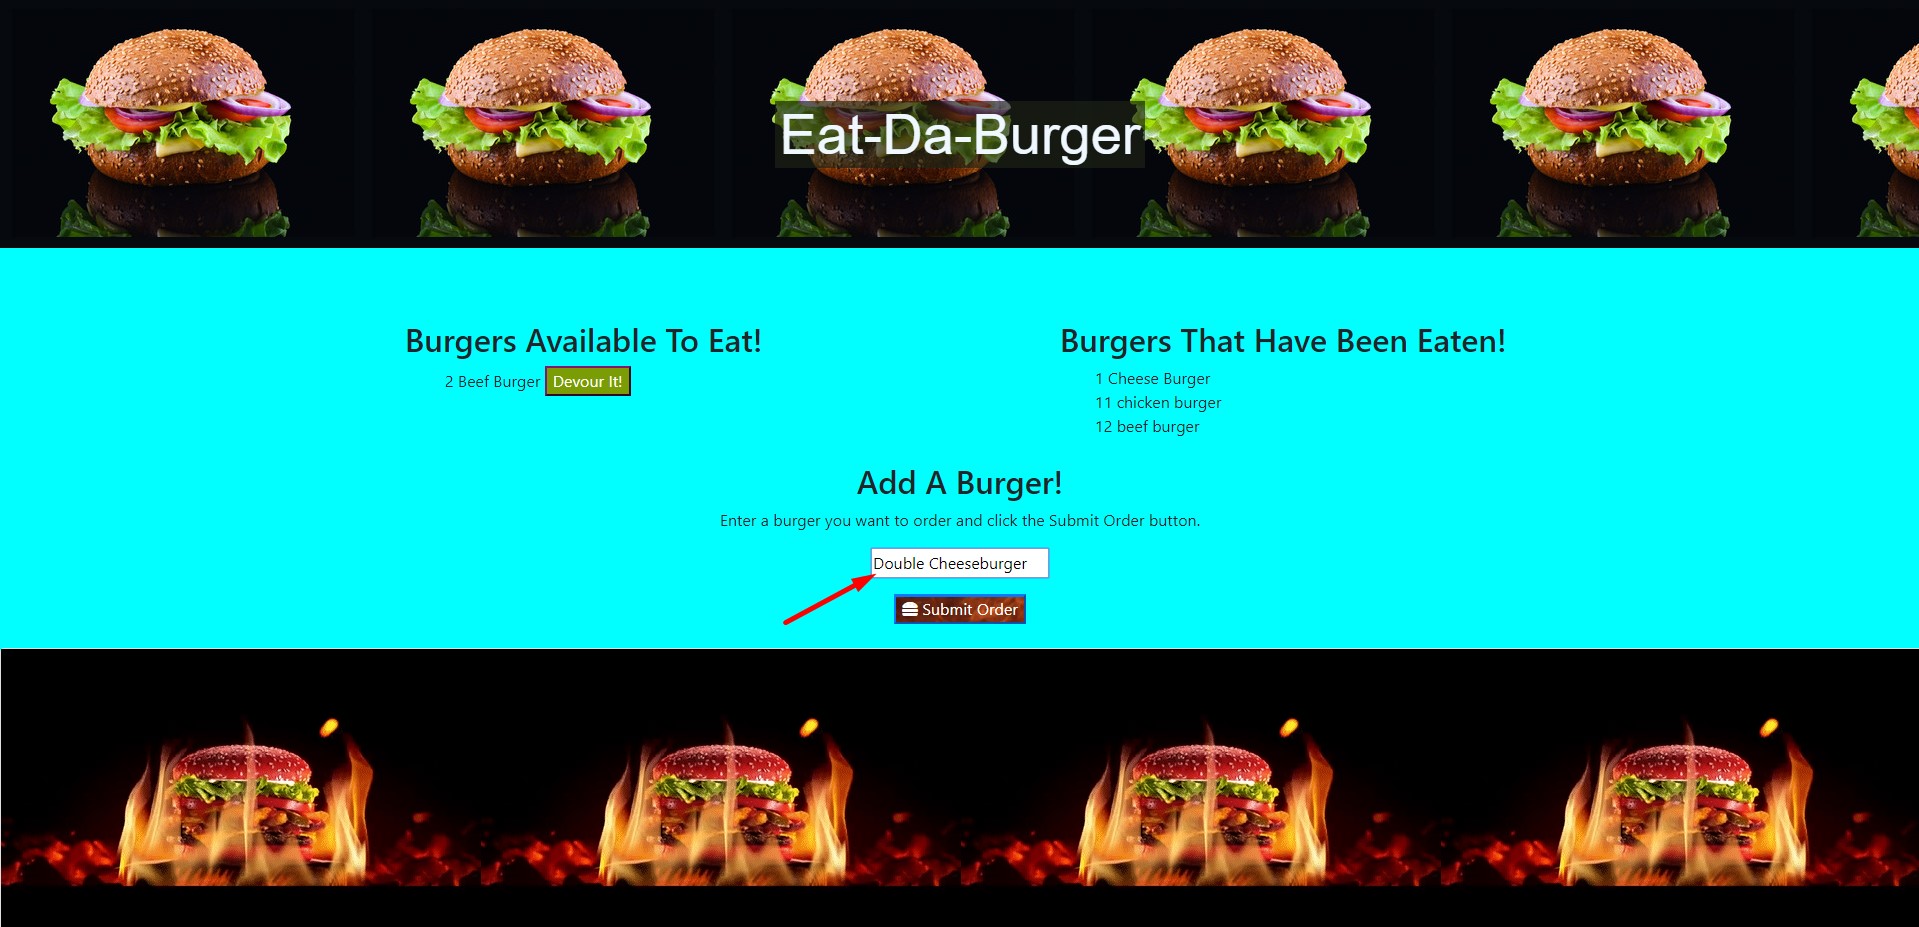 Eat-Da-Burger
Burgers Available To Eat!
2 Beef Burger Devour It!
Burgers That Have Been Eaten!
1 Cheese Burger
11 chicken burger
12 beef burger
Add A Burger!
Enter a burger you want to order and click the Submit Order button.
Double Cheeseburger
Submit Order